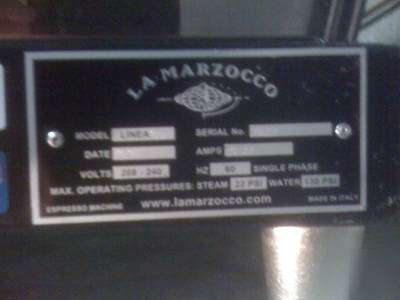 LA MARZOCCO
MODEL LINEA SERIAL No.
DATE AMPS
VOLTS 208 - 240 HZ 60 SINGLE PHASE
MAX. OPERATING PRESSURES: STEAM 22 PSI WATER 130 PSI
ESPRESSO MACHINE www.lamarzocco.com MADE IN ITALY